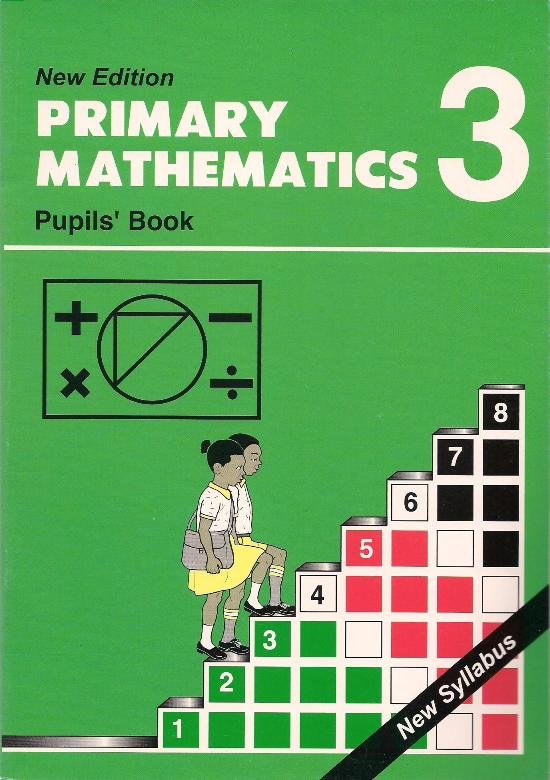 New Edition
PRIMARY
MATHEMATICS
3
Pupils' Book
+ −
× ÷
8
7
6
5
4
3
2
1
New Syllabus